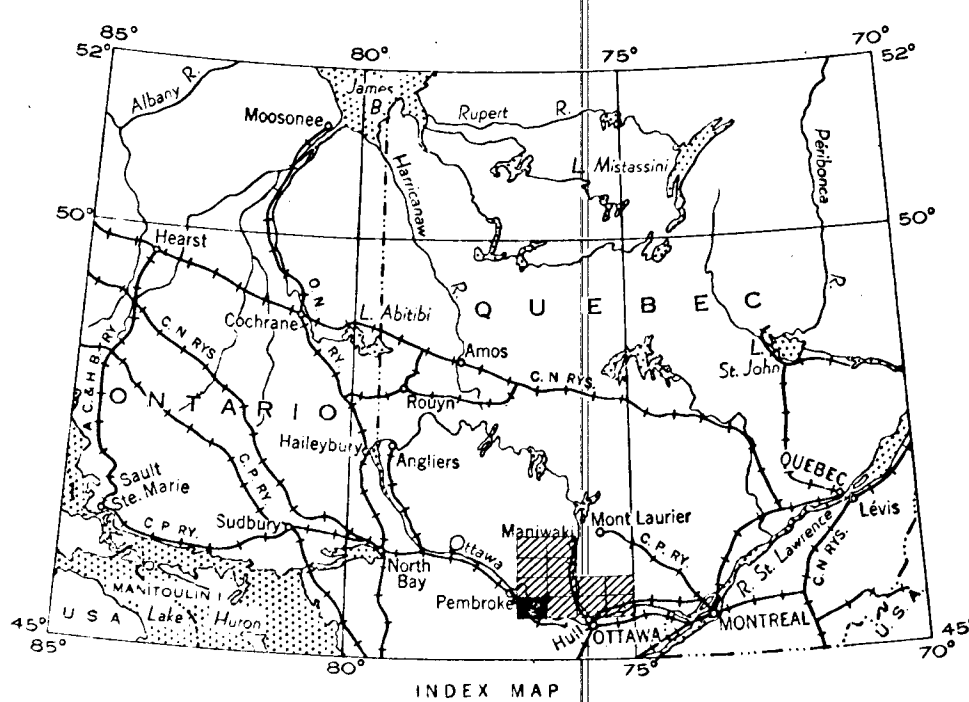 85°
52°
80°
75°
70°
52°
Albany R.
James
B.
Moosonee
Rupert R.
L. Mistassini
Péribonca
R.
Harricanaw
R.
50°
50°
Hearst
O.N.
RY.
Cochrane
L. Abitibi
QUEBEC
C. N. RYS.
Amos
C. N. RYS.
L.
St. John
A.C. & H.B. RY.
ONTARIO
Rouyn
Haileybury
Angliers
C. P. RY.
QUEBEC
Lévis
Sault
Ste. Marie
Sudbury
C. P. RY.
Maniwaki
Mont Laurier
C. P. RY.
St. Lawrence
R.
C. N. RYS.
North
Bay
Ottawa
MANITOULIN I.
Lake Huron
Pembroke
Hull
OTTAWA
MONTREAL
U S A
U S A
45°
85°
80°
75°
45°
70°
INDEX MAP